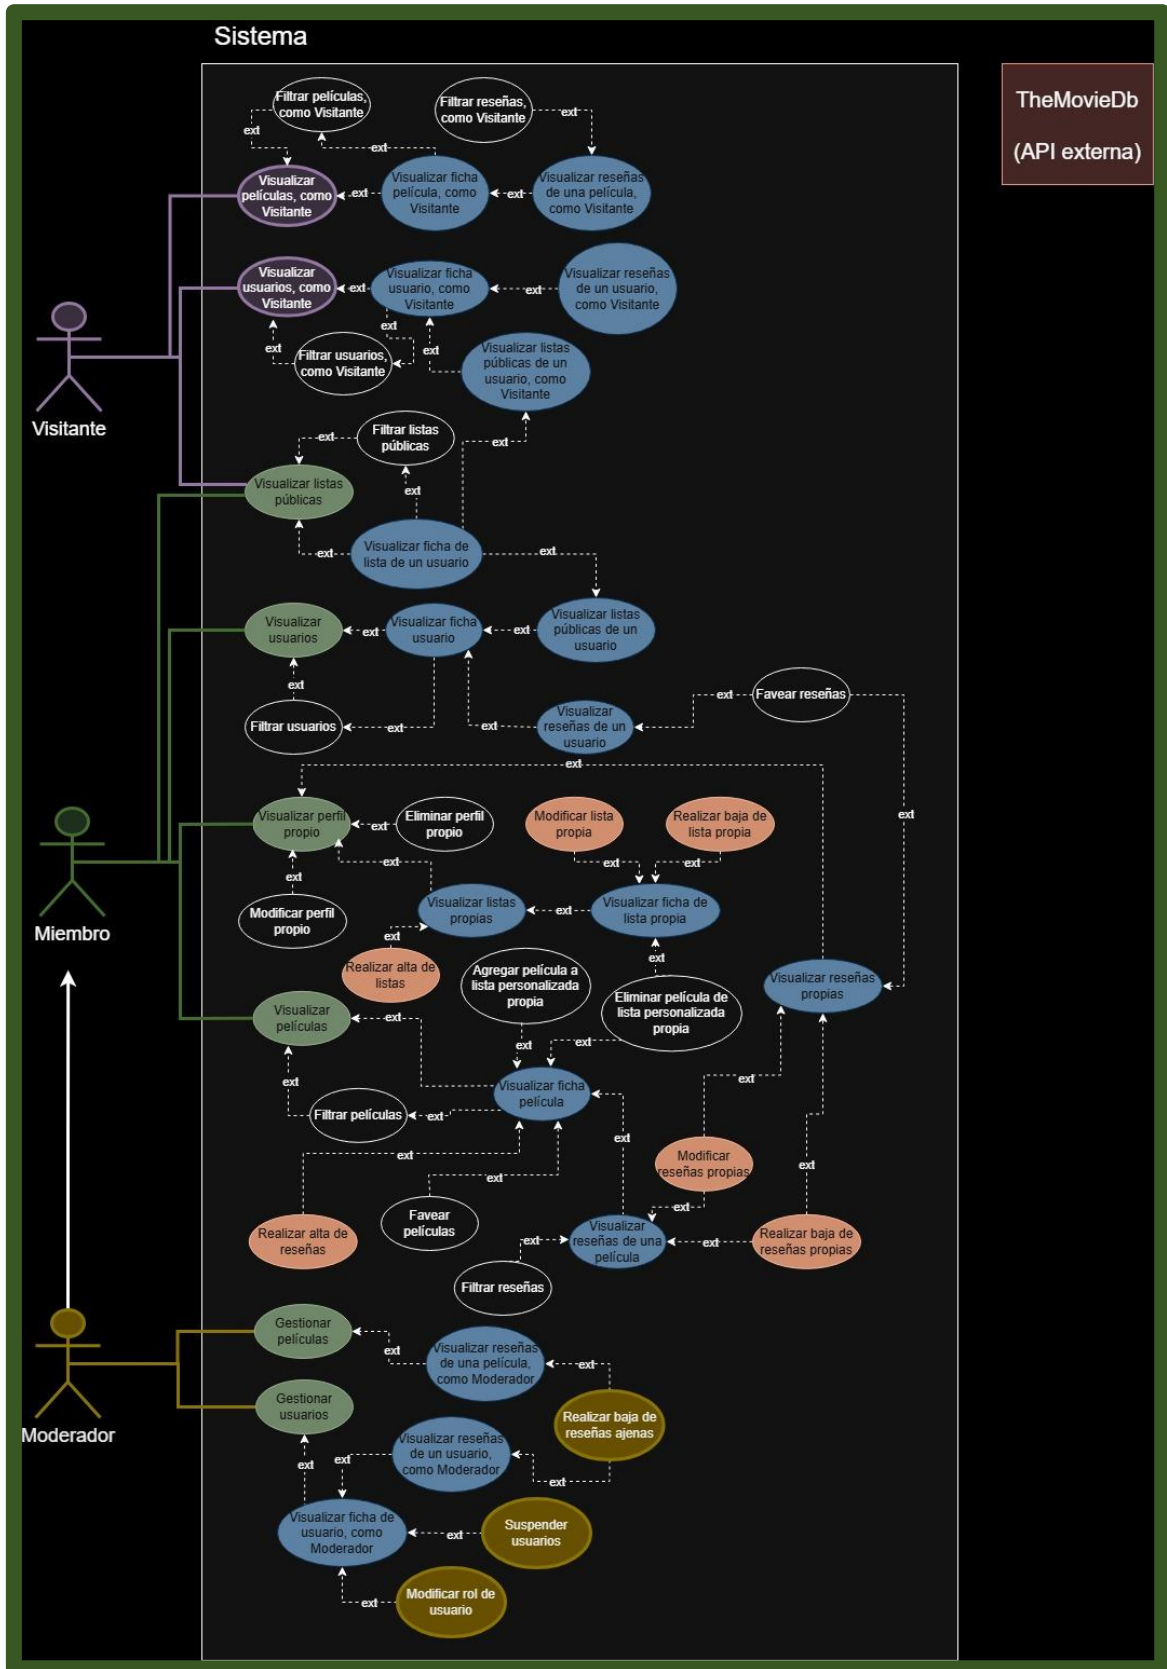 Sistema
TheMovieDb
(API externa)
Filtrar películas,
como Visitante
Filtrar reseñas,
como Visitante
ext
ext
ext
Visualizar
películas, como
Visitante
ext
Visualizar ficha
película, como
Visitante
ext
Visualizar reseñas
de una película,
como Visitante
Visualizar
usuarios, como
Visitante
ext
Visualizar ficha
usuario, como
Visitante
ext
Visualizar reseñas
de un usuario,
como Visitante
ext
ext
ext
Filtrar usuarios,
como Visitante
Visualizar listas
públicas de un
usuario, como
Visitante
Visitante
ext
Filtrar listas
públicas
ext
Visualizar listas
públicas
ext
ext
Visualizar ficha de
lista de un usuario
ext
Visualizar
usuarios
ext
Visualizar ficha
usuario
ext
Visualizar listas
públicas de un
usuario
ext
Filtrar usuarios
ext
ext
Visualizar
reseñas de un
usuario
ext
Favear reseñas
ext
ext
Visualizar perfil
propio
ext
Eliminar perfil
propio
Modificar lista
propia
Realizar baja de
lista propia
ext
ext
ext
ext
Modificar perfil
propio
Visualizar listas
propias
ext
Visualizar ficha de
lista propia
Miembro
ext
Realizar alta de
listas
Agregar película a
lista personalizada
propia
ext
Eliminar película de
lista personalizada
propia
Visualizar reseñas
propias
Visualizar
películas
ext
ext
ext
ext
Visualizar ficha
película
ext
Filtrar películas
ext
ext
ext
ext
ext
Modificar
reseñas propias
ext
ext
Realizar alta de
reseñas
Favear
películas
ext
Visualizar
reseñas de una
película
ext
Realizar baja de
reseñas propias
Filtrar reseñas
Gestionar
películas
ext
Visualizar reseñas
de una película,
como Moderador
ext
Gestionar
usuarios
Realizar baja de
reseñas ajenas
Moderador
ext
ext
Visualizar reseñas
de un usuario,
como Moderador
ext
Visualizar ficha de
usuario, como
Moderador
ext
Suspender
usuarios
ext
Modificar rol de
usuario